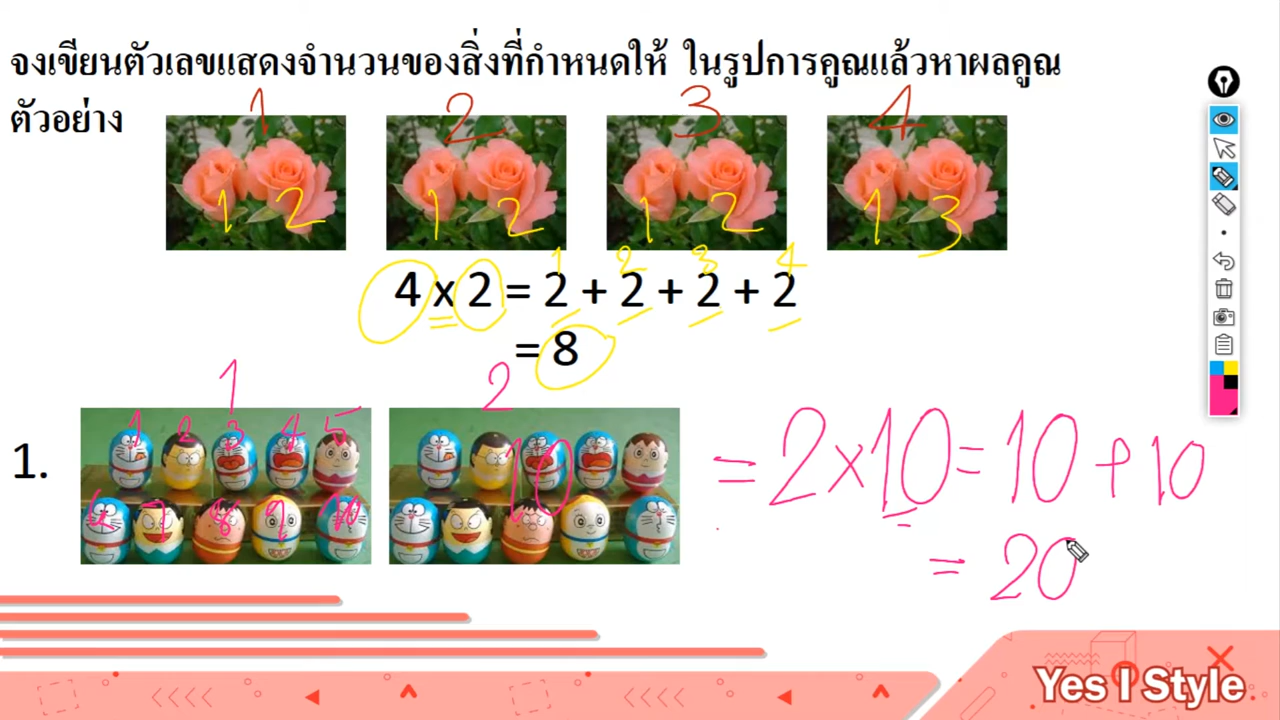 จงเขียนตัวเลขแสดงจำนวนของสิ่งที่กำหนดให้ ในรูปการคูณแล้วหาผลคูณ
ตัวอย่าง
1 2 3 4
1 2 1 2 1 2 1 3
1 2 3 4
4 x 2 = 2 + 2 + 2 + 2
= 8
1 2
1 2 3 4 5
1. 10 = 2 x 10 = 10 + 10
6 7 8 9 10
= 20
Yes I Style